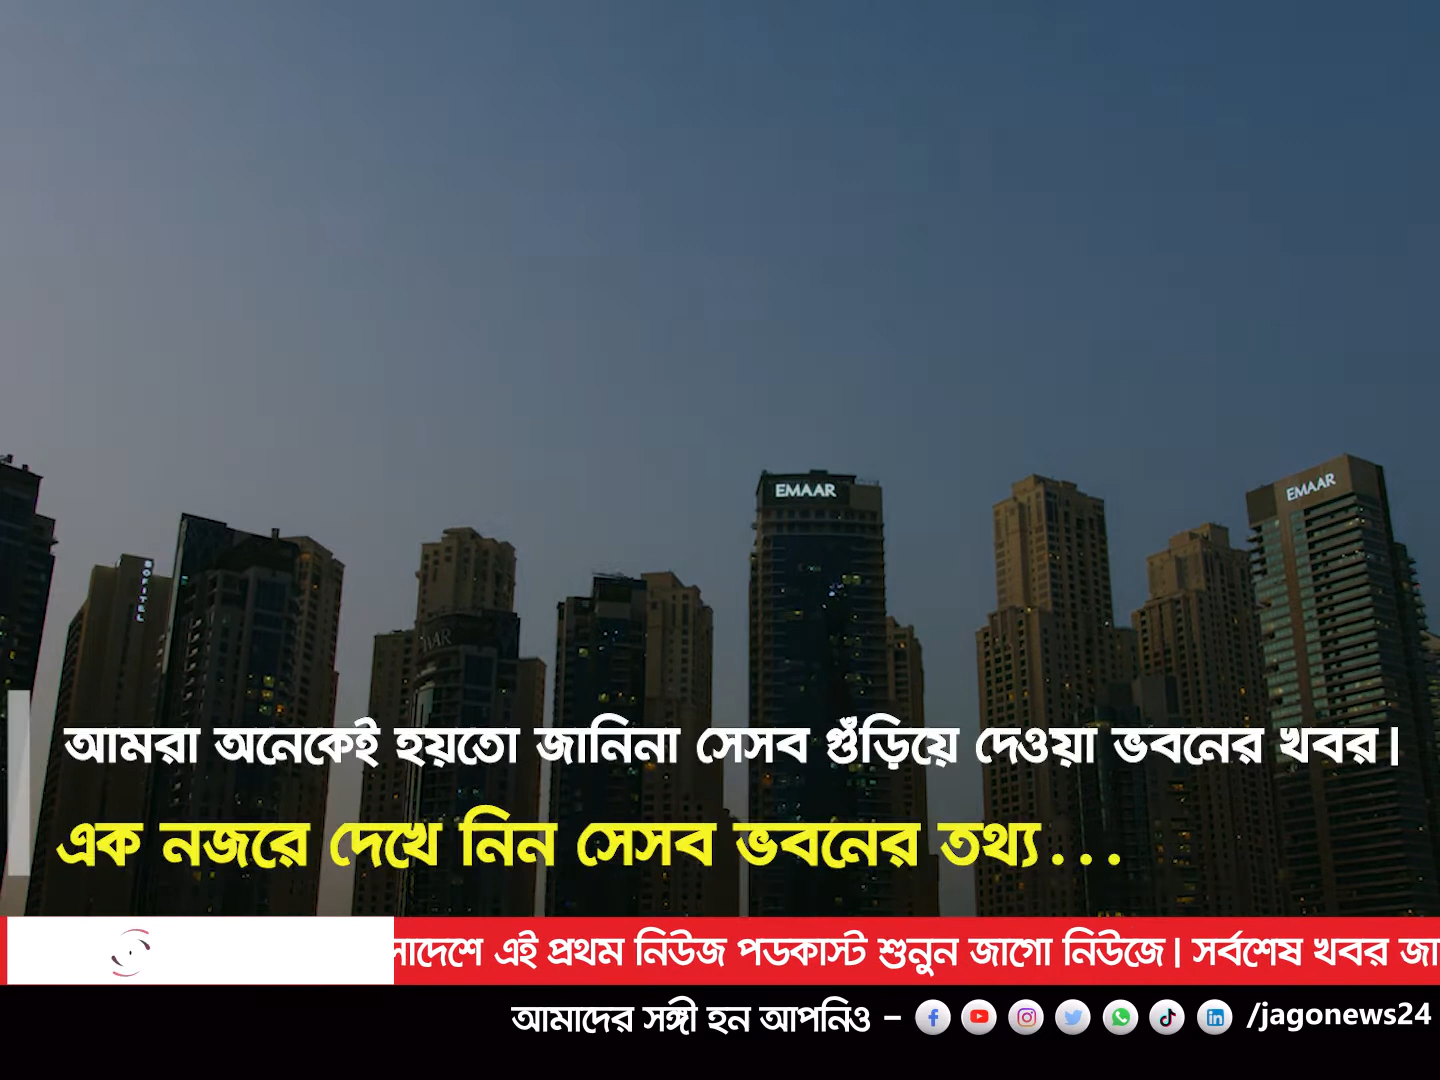 EMAAR
EMAAR
SOFITEL
আমরা অনেকেই হয়তো জানিনা সেসব গুঁড়িয়ে দেওয়া ভবনের খবর।
এক নজরে দেখে নিন সেসব ভবনের তথ্য...
এই প্রথম নিউজ পডকাস্ট শুনুন জাগো নিউজে। সর্বশেষ খবর জা
আমাদের সঙ্গী হন আপনিও – /jagonews24